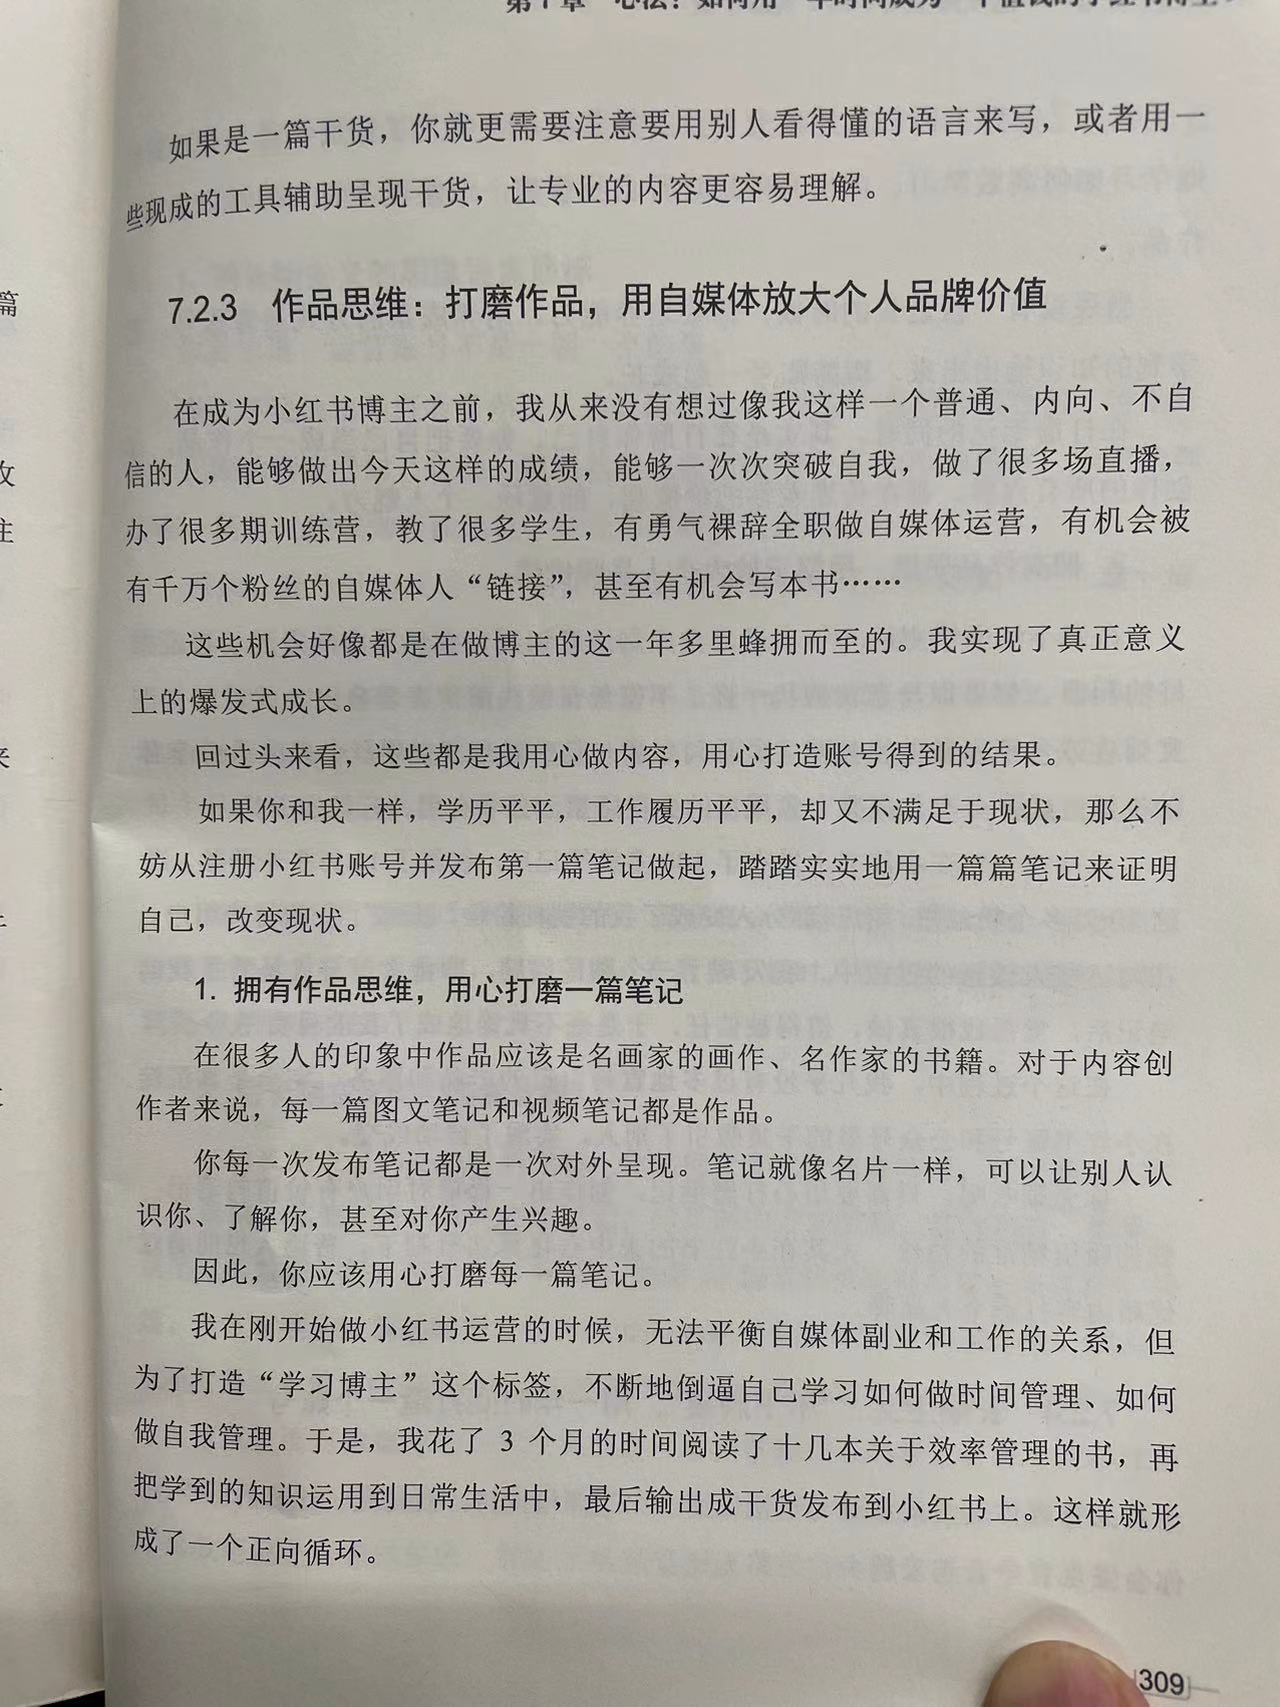 如果是一篇干货，你就更需要注意要用别人看得懂的语言来写，或者用一
些现成的工具辅助呈现干货，让专业的内容更容易理解。
7.2.3 作品思维：打磨作品，用自媒体放大个人品牌价值
在成为小红书博主之前，我从来没有想过像我这样一个普通、内向、不自
信的人，能够做出今天这样的成绩，能够一次次突破自我，做了很多场直播，
办了很多期训练营，教了很多学生，有勇气裸辞全职做自媒体运营，有机会被
有千万个粉丝的自媒体人“链接”，甚至有机会写本书……
这些机会好像都是在做博主的这一年多里蜂拥而至的。我实现了真正意义
上的爆发式成长。
回过头来看，这些都是我用心做内容，用心打造账号得到的结果。
如果你和我一样，学历平平，工作履历平平，却又不满足于现状，那么不
妨从注册小红书账号并发布第一篇笔记做起，踏踏实实地用一篇篇笔记来证明
自己，改变现状。
1. 拥有作品思维，用心打磨一篇笔记
在很多人的印象中作品应该是名画家的画作、名作家的书籍。对于内容创
作者来说，每一篇图文笔记和视频笔记都是作品。
你每一次发布笔记都是一次对外呈现。笔记就像名片一样，可以让别人认
识你、了解你，甚至对你产生兴趣。
因此，你应该用心打磨每一篇笔记。
我在刚开始做小红书运营的时候，无法平衡自媒体副业和工作的关系，但
为了打造“学习博主”这个标签，不断地倒逼自己学习如何做时间管理、如何
做自我管理。于是，我花了 3 个月的时间阅读了十几本关于效率管理的书，再
把学到的知识运用到日常生活中，最后输出成干货发布到小红书上。这样就形
成了一个正向循环。
309